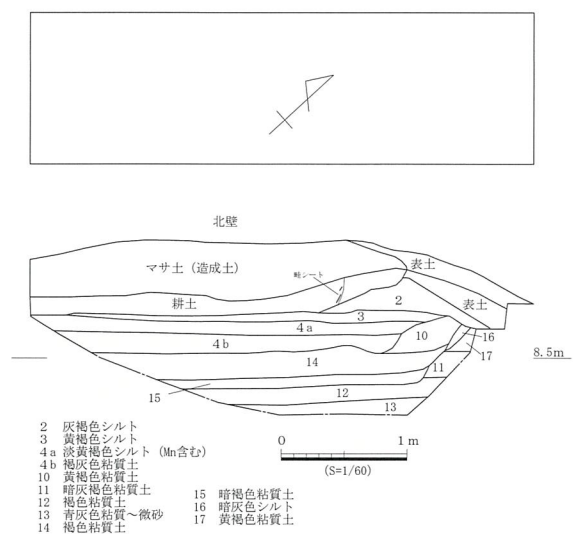 北壁
マサ土（造成土）
表土
畦シート
耕土
2
表土
3
4a
10
16
4b
8.5m
14
17
11
15
12
13
2 灰褐色シルト
3 黄褐色シルト
4a 淡黄褐色シルト（Mn含む）
4b 褐灰色粘質土
10 黄褐色粘質土
11 暗灰褐色粘質土
12 褐色粘質土
13 青灰色粘質土～微砂
14 褐色粘質土
15 暗褐色粘質土
16 暗灰色シルト
17 黄褐色粘質土
0 1m
(S=1/60)